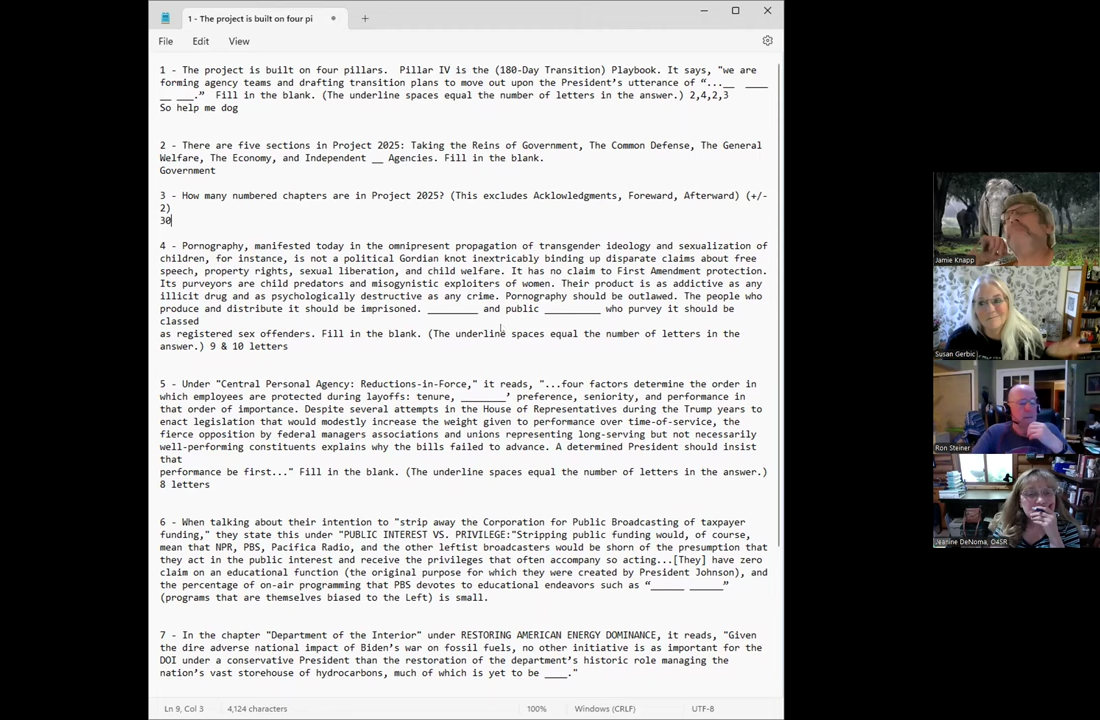 1 - The project is built on four pi
File Edit View
1 - The project is built on four pillars.  Pillar IV is the (180-Day Transition) Playbook. It says, "we are
forming agency teams and drafting transition plans to move out upon the President's utterance of "...__  ____
__ ___."  Fill in the blank. (The underline spaces equal the number of letters in the answer.) 2,4,2,3
So help me dog
2 - There are five sections in Project 2025: Taking the Reins of Government, The Common Defense, The General
Welfare, The Economy, and Independent __ Agencies. Fill in the blank.
Government
3 - How many numbered chapters are in Project 2025? (This excludes Acklowledgments, Foreward, Afterward) (+/-
2)
30
4 - Pornography, manifested today in the omnipresent propagation of transgender ideology and sexualization of
children, for instance, is not a political Gordian knot inextricably binding up disparate claims about free
speech, property rights, sexual liberation, and child welfare. It has no claim to First Amendment protection.
Its purveyors are child predators and misogynistic exploiters of women. Their product is as addictive as any
illicit drug and as psychologically destructive as any crime. Pornography should be outlawed. The people who
produce and distribute it should be imprisoned. _________ and public __________ who purvey it should be
classed
as registered sex offenders. Fill in the blank. (The underline spaces equal the number of letters in the
answer.) 9 & 10 letters
5 - Under "Central Personal Agency: Reductions-in-Force," it reads, "...four factors determine the order in
which employees are protected during layoffs: tenure, ________' preference, seniority, and performance in
that order of importance. Despite several attempts in the House of Representatives during the Trump years to
enact legislation that would modestly increase the weight given to performance over time-of-service, the
fierce opposition by federal managers associations and unions representing long-serving but not necessarily
well-performing constituents explains why the bills failed to advance. A determined President should insist
that
performance be first..." Fill in the blank. (The underline spaces equal the number of letters in the answer.)
8 letters
6 - When talking about their intention to "strip away the Corporation for Public Broadcasting of taxpayer
funding," they state this under "PUBLIC INTEREST VS. PRIVILEGE:"Stripping public funding would, of course,
mean that NPR, PBS, Pacifica Radio, and the other leftist broadcasters would be shorn of the presumption that
they act in the public interest and receive the privileges that often accompany so acting...[They] have zero
claim on an educational function (the original purpose for which they were created by President Johnson), and
the percentage of on-air programming that PBS devotes to educational endeavors such as "______ ______"
(programs that are themselves biased to the Left) is small.
7 - In the chapter "Department of the Interior" under RESTORING AMERICAN ENERGY DOMINANCE, it reads, "Given
the dire adverse national impact of Biden's war on fossil fuels, no other initiative is as important for the
DOI under a conservative President than the restoration of the department's historic role managing the
nation's vast storehouse of hydrocarbons, much of which is yet to be ____."
Ln 9, Col 3 4,124 characters 100% Windows (CRLF) UTF-8
Jamie Knapp
Susan Gerbic
Ron Steiner
Jeanine DeNoma, O4SR